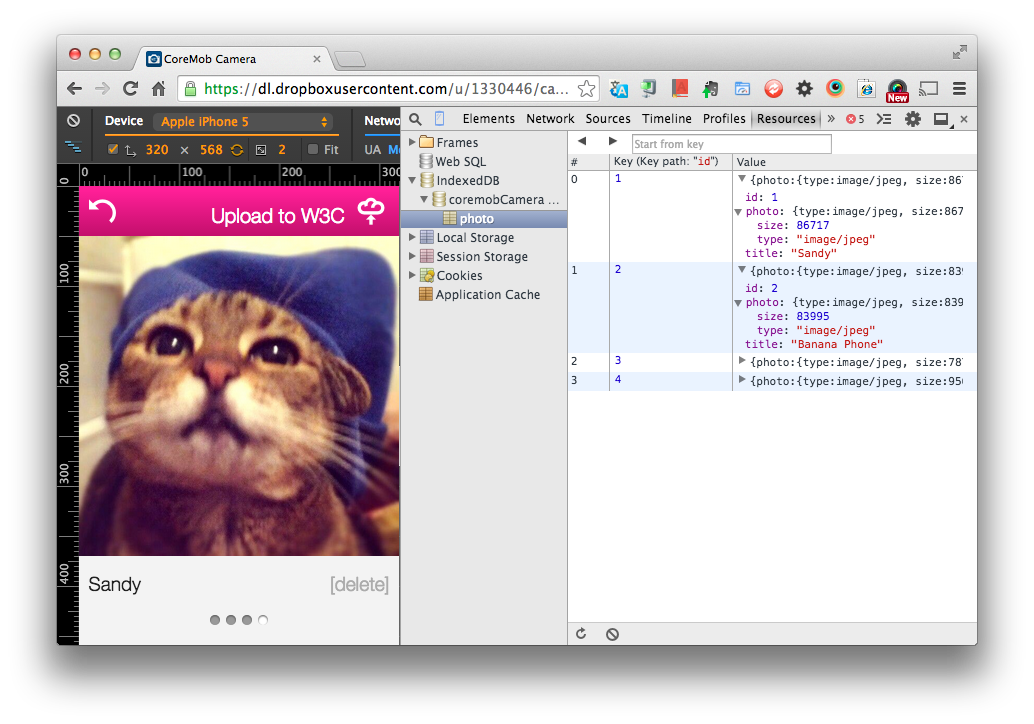 CoreMob Camera
https://dl.dropboxusercontent.com/u/1330446/ca...
New
Device Apple iPhone 5 Netwo
320 × 568 2 Fit UA Mo
0 100 200 300
0
100
200
300
400
Upload to W3C
Sandy [delete]
Elements Network Sources Timeline Profiles Resources » 5
Frames
Web SQL
IndexedDB
coremobCamera ...
photo
Local Storage
Session Storage
Cookies
Application Cache
Start from key
# Key (Key path: "id") Value
0 1 {photo:{type:image/jpeg, size:867
id: 1
photo: {type:image/jpeg, size:867
size: 86717
type: "image/jpeg"
title: "Sandy"
1 2 {photo:{type:image/jpeg, size:839
id: 2
photo: {type:image/jpeg, size:839
size: 83995
type: "image/jpeg"
title: "Banana Phone"
2 3 {photo:{type:image/jpeg, size:787
3 4 {photo:{type:image/jpeg, size:956